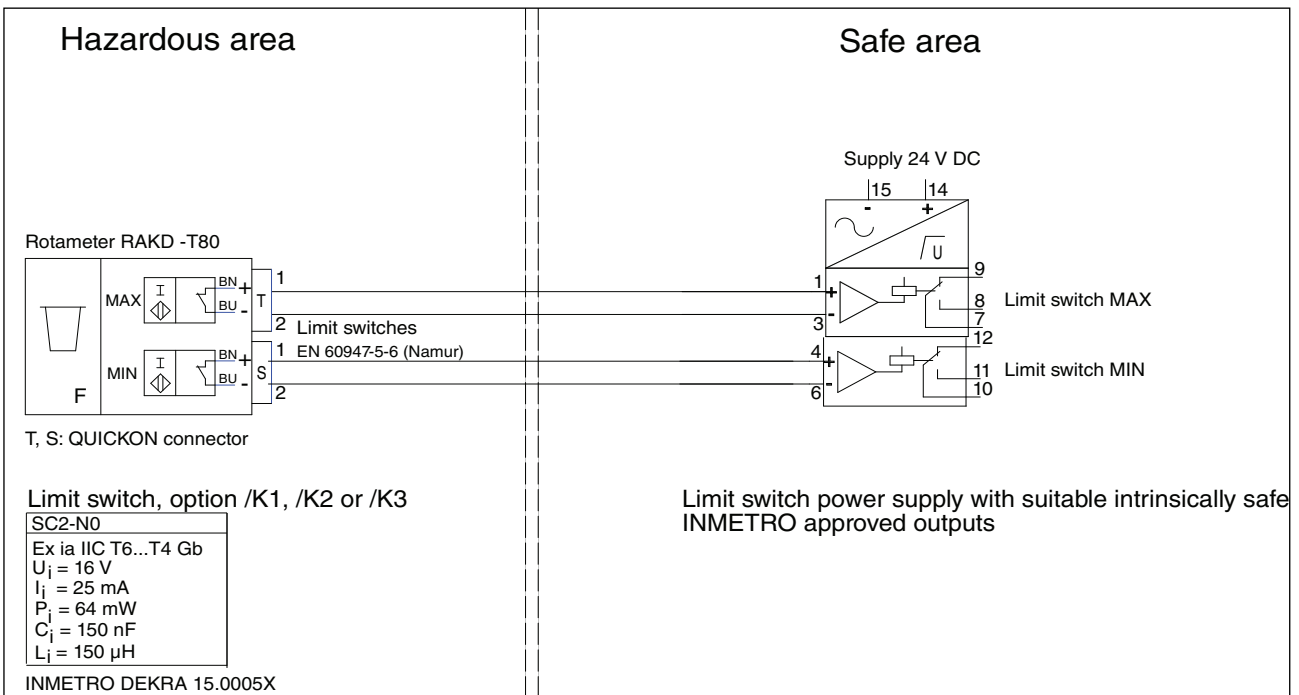 Hazardous area
Safe area
Supply 24 V DC
15
14
-
+
U
Rotameter RAKD -T80
MAX
I
BN +
BU -
1
T
2
MIN
I
BN +
BU -
1
S
2
F
Limit switches
EN 60947-5-6 (Namur)
1
+
-
3
9
8
7
Limit switch MAX
4
+
-
6
12
11
10
Limit switch MIN
T, S: QUICKON connector
Limit switch, option /K1, /K2 or /K3
SC2-N0
Ex ia IIC T6...T4 Gb
Ui = 16 V
Ii = 25 mA
Pi = 64 mW
Ci = 150 nF
Li = 150 µH
INMETRO DEKRA 15.0005X
Limit switch power supply with suitable intrinsically safe
INMETRO approved outputs